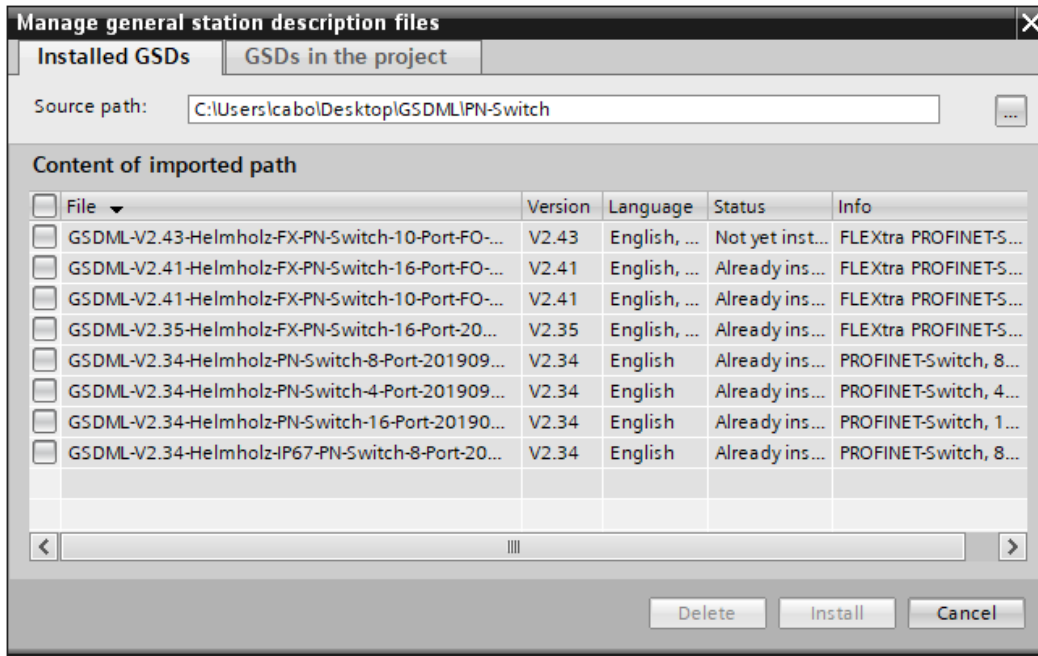 Manage general station description files
Installed GSDs GSDs in the project
Source path: C:\Users\cabo\Desktop\GSDML\PN-Switch ...
Content of imported path
File Version Language Status Info
GSDML-V2.43-Helmholz-FX-PN-Switch-10-Port-FO-... V2.43 English, ... Not yet inst... FLEXtra PROFINET-S...
GSDML-V2.41-Helmholz-FX-PN-Switch-16-Port-FO-... V2.41 English, ... Already ins... FLEXtra PROFINET-S...
GSDML-V2.41-Helmholz-FX-PN-Switch-10-Port-FO-... V2.41 English, ... Already ins... FLEXtra PROFINET-S...
GSDML-V2.35-Helmholz-FX-PN-Switch-16-Port-20... V2.35 English, ... Already ins... FLEXtra PROFINET-S...
GSDML-V2.34-Helmholz-PN-Switch-8-Port-201909... V2.34 English Already ins... PROFINET-Switch, 8...
GSDML-V2.34-Helmholz-PN-Switch-4-Port-201909... V2.34 English Already ins... PROFINET-Switch, 4...
GSDML-V2.34-Helmholz-PN-Switch-16-Port-20190... V2.34 English Already ins... PROFINET-Switch, 1...
GSDML-V2.34-Helmholz-IP67-PN-Switch-8-Port-20... V2.34 English Already ins... PROFINET-Switch, 8...
Delete Install Cancel